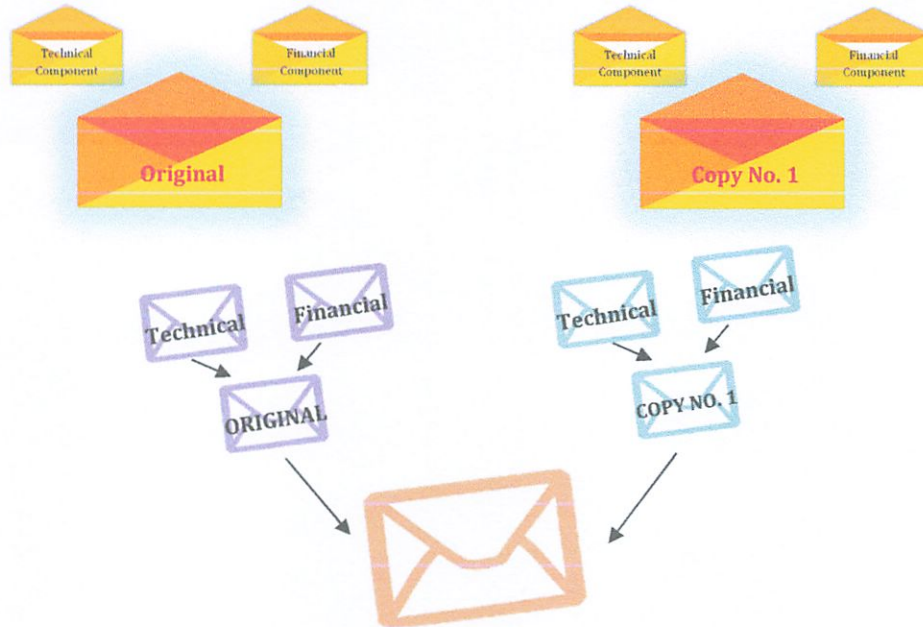 Technical
Component
Financial
Component
Original
Technical
Component
Financial
Component
Copy No. 1
Technical
Financial
ORIGINAL
Technical
Financial
COPY NO. 1